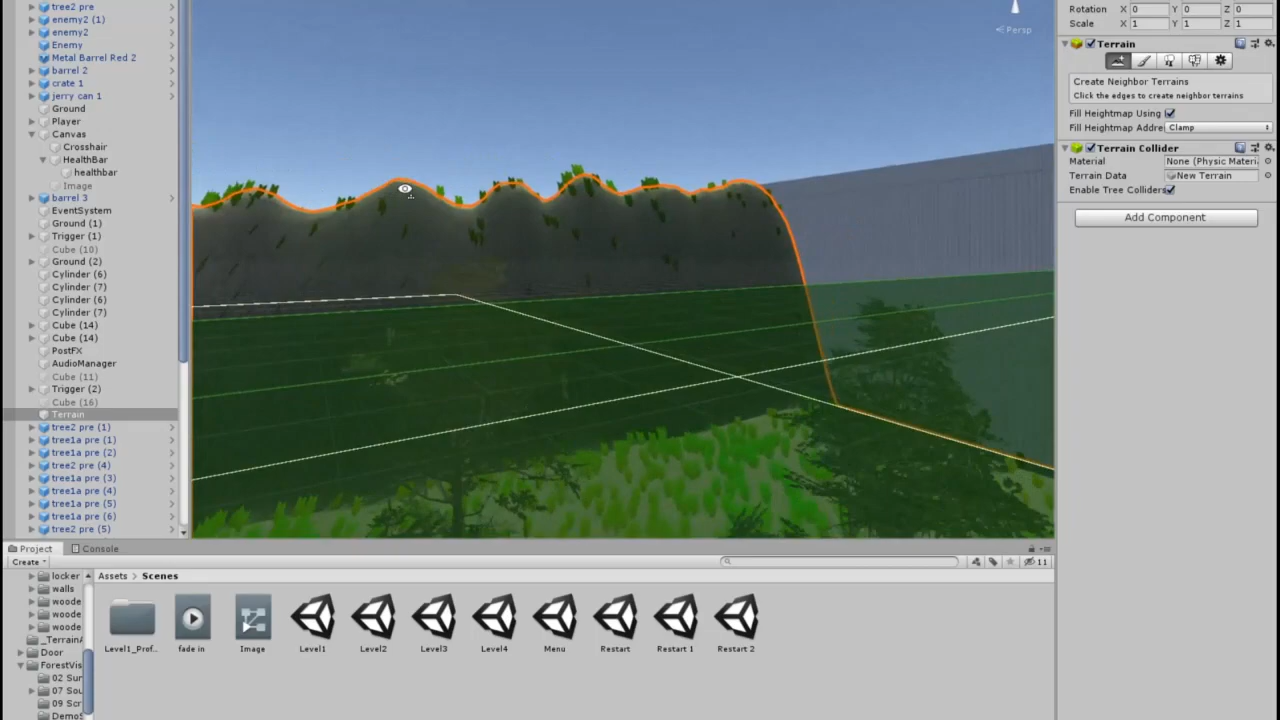 tree2 pre
enemy2 (1)
enemy2
Enemy
Metal Barrel Red 2
barrel 2
crate 1
jerry can 1
Ground
Player
Canvas
Crosshair
HealthBar
healthbar
Image
barrel 3
EventSystem
Ground (1)
Trigger (1)
Cube (10)
Ground (2)
Cylinder (6)
Cylinder (7)
Cylinder (6)
Cylinder (7)
Cube (14)
Cube (14)
PostFX
AudioManager
Cube (11)
Trigger (2)
Cube (16)
Terrain
tree2 pre (1)
tree1a pre (1)
tree1a pre (2)
tree2 pre (4)
tree1a pre (3)
tree1a pre (4)
tree1a pre (5)
tree1a pre (6)
tree2 pre (5)
Persp
Rotation X 0 Y 0 Z 0
Scale X 1 Y 1 Z 1
Terrain
Create Neighbor Terrains
Click the edges to create neighbor terrains
Fill Heightmap Using
Fill Heightmap Addre Clamp
Terrain Collider
Material None (Physic Materi
Terrain Data New Terrain
Enable Tree Colliders
Add Component
Project Console
Create
11
locker
walls
woode
woode
woode
_TerrainA
Door
ForestVis
02 Sur
07 Sou
09 Scr
DemoS
Assets > Scenes
Level1_Prof... fade in Image Level1 Level2 Level3 Level4 Menu Restart Restart 1 Restart 2